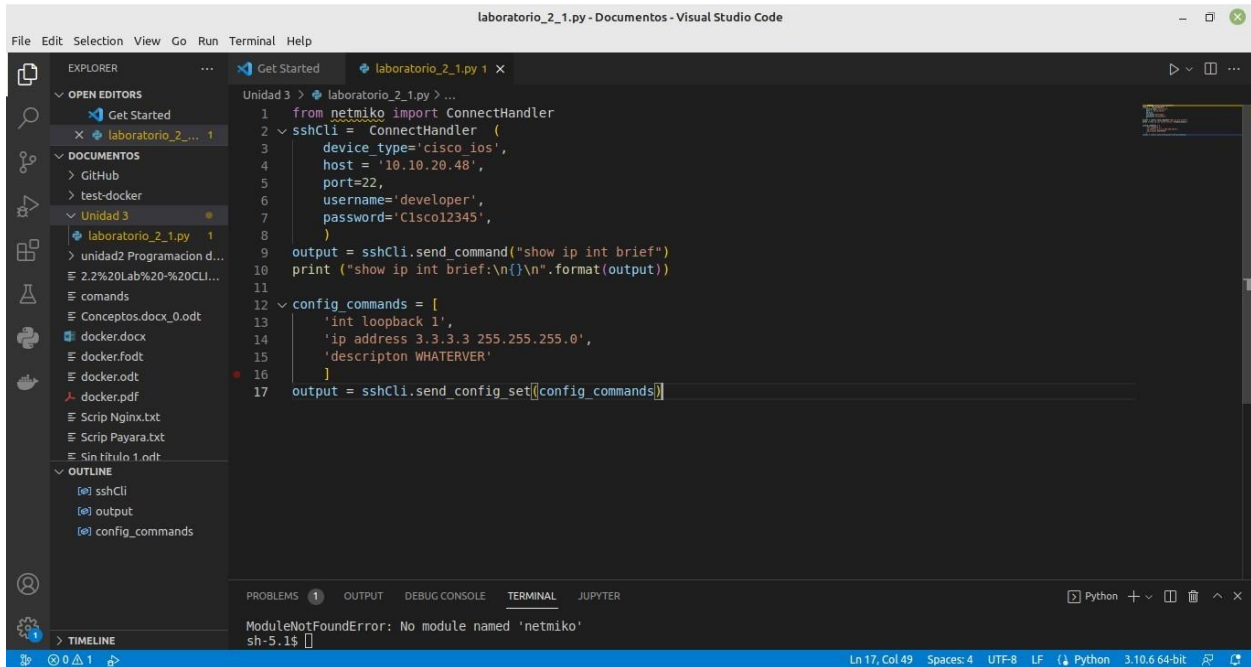 laboratorio_2_1.py - Documentos - Visual Studio Code
File Edit Selection View Go Run Terminal Help
EXPLORER ...
OPEN EDITORS
Get Started
laboratorio_2_... 1
DOCUMENTOS
GitHub
test-docker
Unidad 3
laboratorio_2_1.py 1
unidad2 Programacion d...
2.2%20Lab%20-%20CLI...
comands
Conceptos.docx_0.odt
docker.docx
docker.fodt
docker.odt
docker.pdf
Scrip Nginx.txt
Scrip Payara.txt
Sin título 1.odt
OUTLINE
sshCli
output
config_commands
TIMELINE
Get Started laboratorio_2_1.py 1
Unidad 3 > laboratorio_2_1.py > ...
1 from netmiko import ConnectHandler
2 sshCli =  ConnectHandler  (
3     device_type='cisco_ios',
4     host = '10.10.20.48',
5     port=22,
6     username='developer',
7     password='C1sco12345',
8     )
9 output = sshCli.send_command("show ip int brief")
10 print ("show ip int brief:\n{}\n".format(output))
11
12 config_commands = [
13     'int loopback 1',
14     'ip address 3.3.3.3 255.255.255.0',
15     'descripton WHATERVER'
16     ]
17 output = sshCli.send_config_set(config_commands)
PROBLEMS 1 OUTPUT DEBUG CONSOLE TERMINAL JUPYTER
Python
ModuleNotFoundError: No module named 'netmiko'
sh-5.1$
1
0 1 Ln 17, Col 49 Spaces: 4 UTF-8 LF Python 3.10.6 64-bit